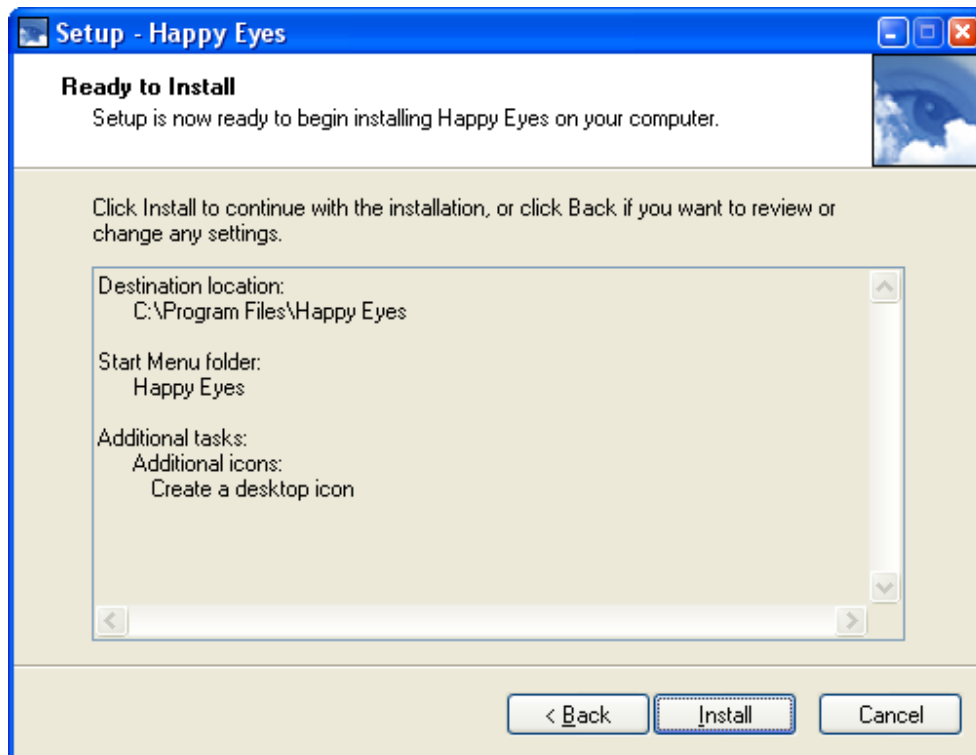 Setup - Happy Eyes
Ready to Install
Setup is now ready to begin installing Happy Eyes on your computer.
Click Install to continue with the installation, or click Back if you want to review or
change any settings.
Destination location:
C:\Program Files\Happy Eyes
Start Menu folder:
Happy Eyes
Additional tasks:
Additional icons:
Create a desktop icon
< Back
Install
Cancel